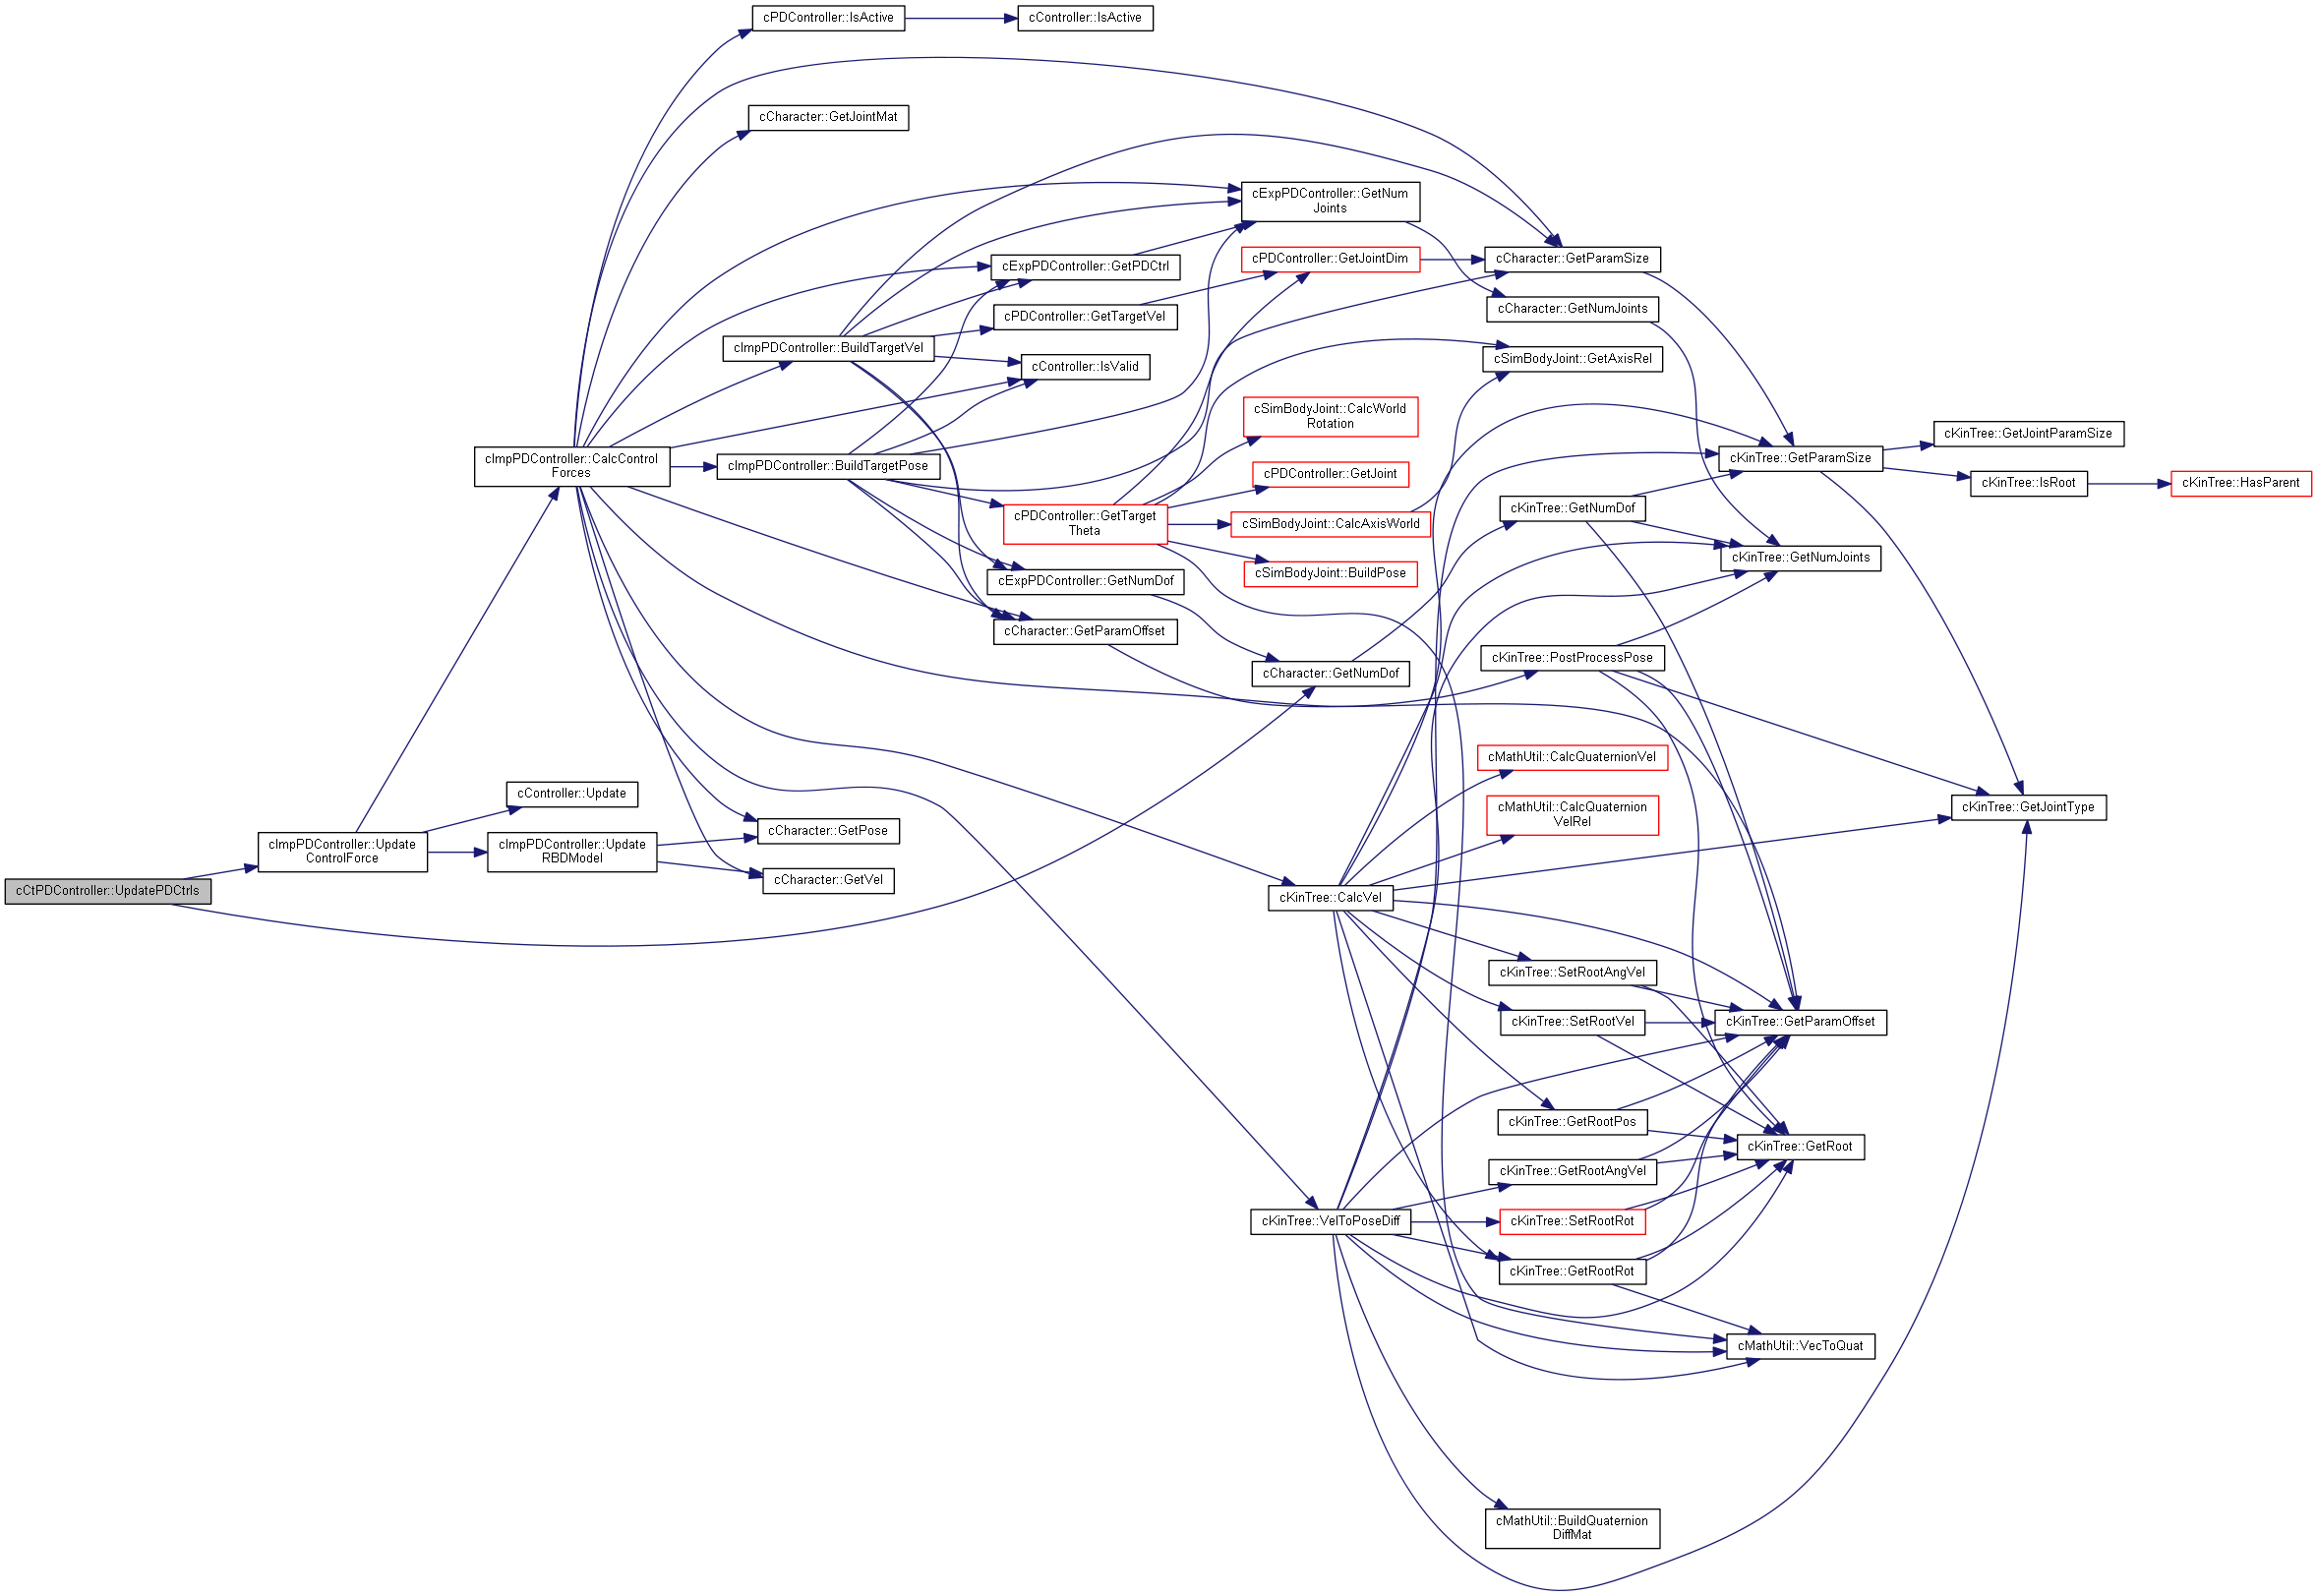 cPDController::IsActive
cController::IsActive
cCharacter::GetJointMat
cExpPDController::GetNum
Joints
cExpPDController::GetPDCtrl
cPDController::GetJointDim
cCharacter::GetParamSize
cPDController::GetTargetVel
cCharacter::GetNumJoints
cImpPDController::BuildTargetVel
cController::IsValid
cSimBodyJoint::GetAxisRel
cSimBodyJoint::CalcWorld
Rotation
cKinTree::GetJointParamSize
cImpPDController::CalcControl
Forces
cImpPDController::BuildTargetPose
cPDController::GetJoint
cKinTree::GetParamSize
cKinTree::IsRoot
cKinTree::HasParent
cPDController::GetTarget
Theta
cSimBodyJoint::CalcAxisWorld
cKinTree::GetNumDof
cKinTree::GetNumJoints
cSimBodyJoint::BuildPose
cExpPDController::GetNumDof
cCharacter::GetParamOffset
cCharacter::GetNumDof
cKinTree::PostProcessPose
cMathUtil::CalcQuaternionVel
cController::Update
cMathUtil::CalcQuaternion
VelRel
cKinTree::GetJointType
cCharacter::GetPose
cImpPDController::Update
ControlForce
cImpPDController::Update
RBDModel
cCharacter::GetVel
cCtPDController::UpdatePDCtrls
cKinTree::CalcVel
cKinTree::SetRootAngVel
cKinTree::SetRootVel
cKinTree::GetParamOffset
cKinTree::GetRootPos
cKinTree::GetRoot
cKinTree::GetRootAngVel
cKinTree::VelToPoseDiff
cKinTree::SetRootRot
cKinTree::GetRootRot
cMathUtil::VecToQuat
cMathUtil::BuildQuaternion
DiffMat